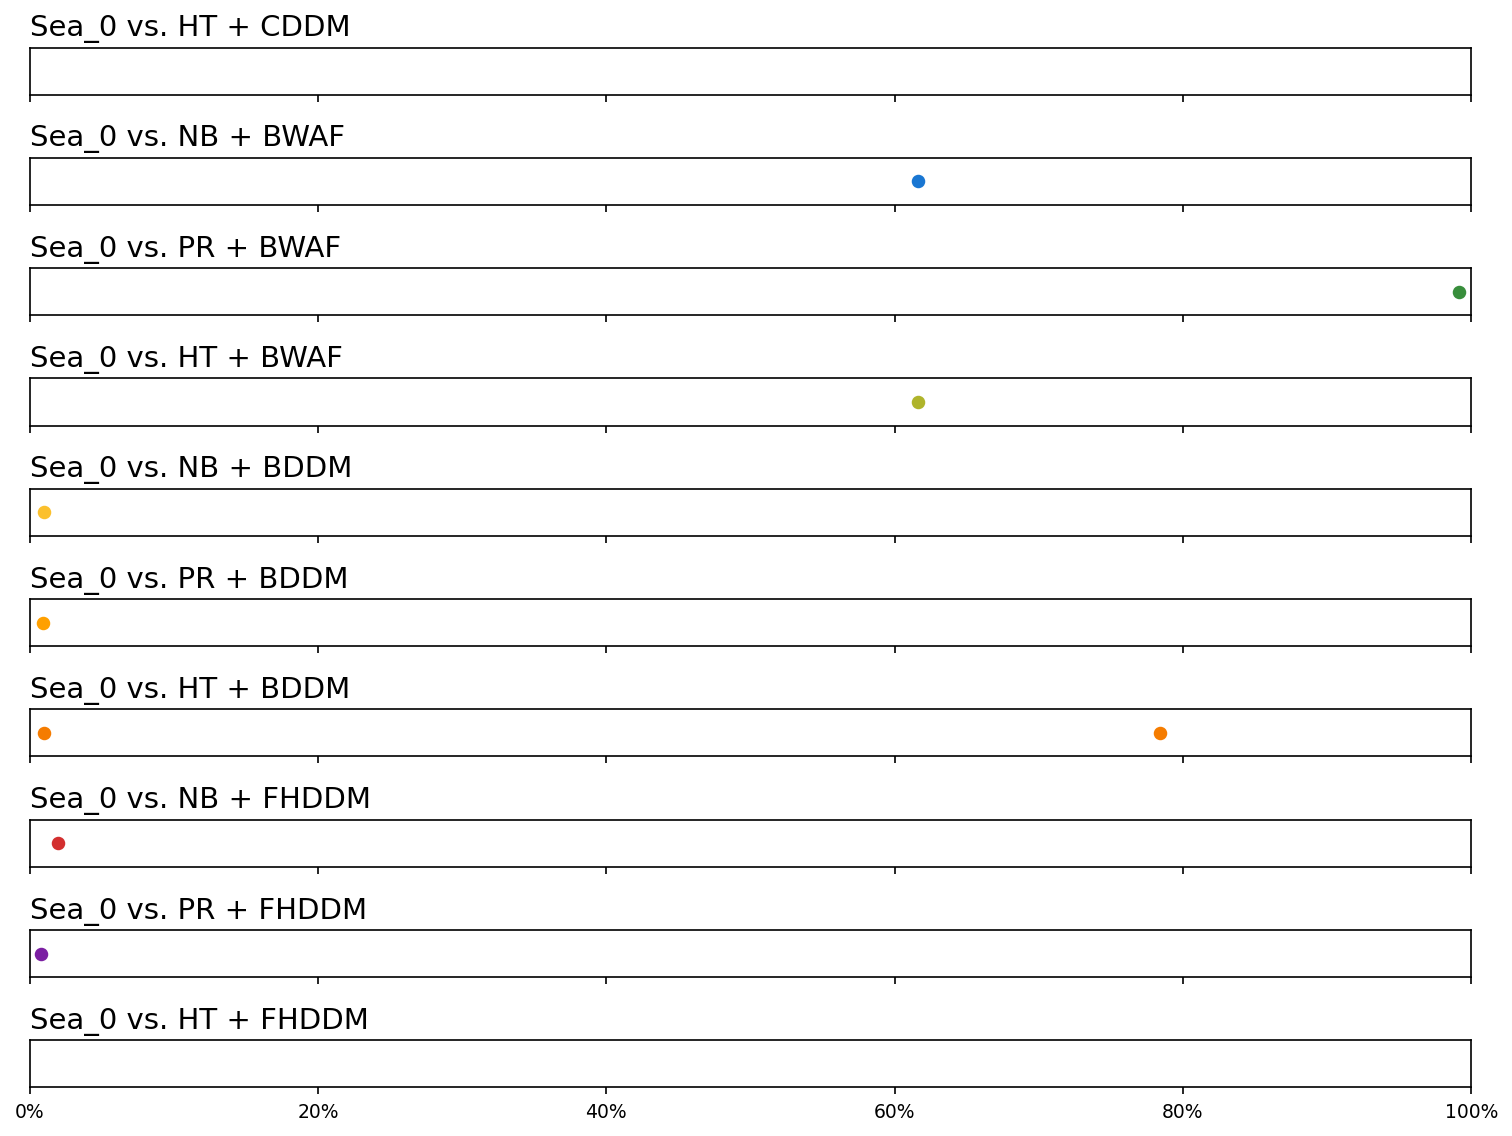 Sea_0 vs. HT + CDDM
Sea_0 vs. NB + BWAF
Sea_0 vs. PR + BWAF
Sea_0 vs. HT + BWAF
Sea_0 vs. NB + BDDM
Sea_0 vs. PR + BDDM
Sea_0 vs. HT + BDDM
Sea_0 vs. NB + FHDDM
Sea_0 vs. PR + FHDDM
Sea_0 vs. HT + FHDDM
0% 20% 40% 60% 80% 100%